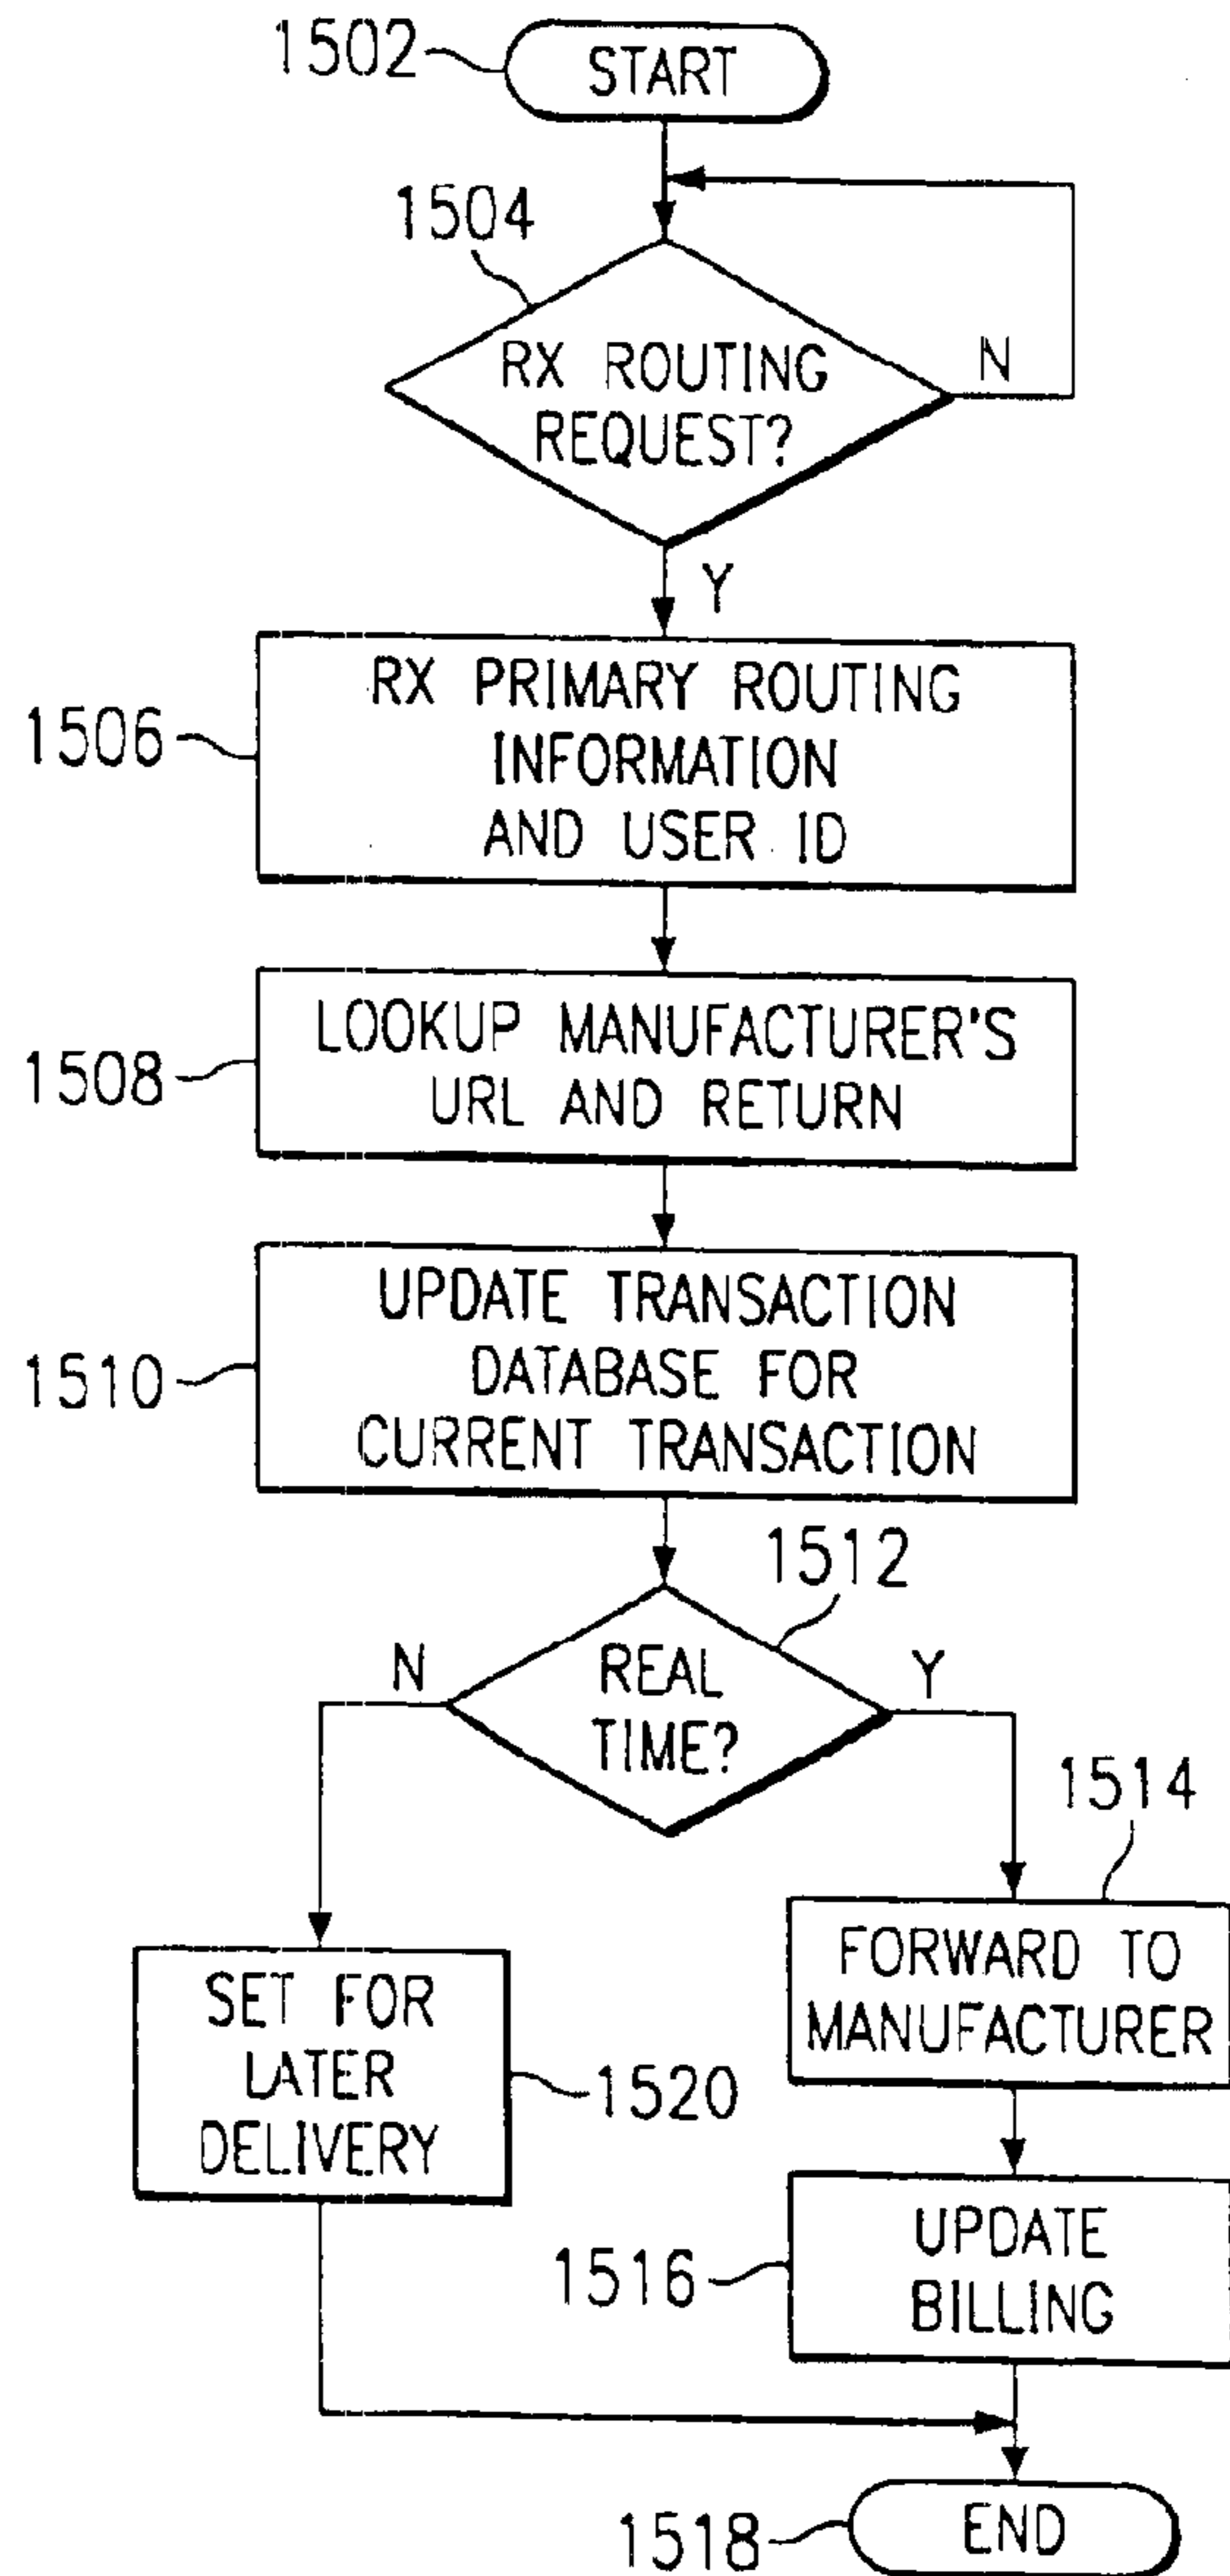 1502
START
1504
RX ROUTING
REQUEST?
N
Y
1506
RX PRIMARY ROUTING
INFORMATION
AND USER ID
1508
LOOKUP MANUFACTURER'S
URL AND RETURN
1510
UPDATE TRANSACTION
DATABASE FOR
CURRENT TRANSACTION
1512
N
REAL
TIME?
Y
1514
FORWARD TO
MANUFACTURER
SET FOR
LATER
DELIVERY
1520
1516
UPDATE
BILLING
1518
END